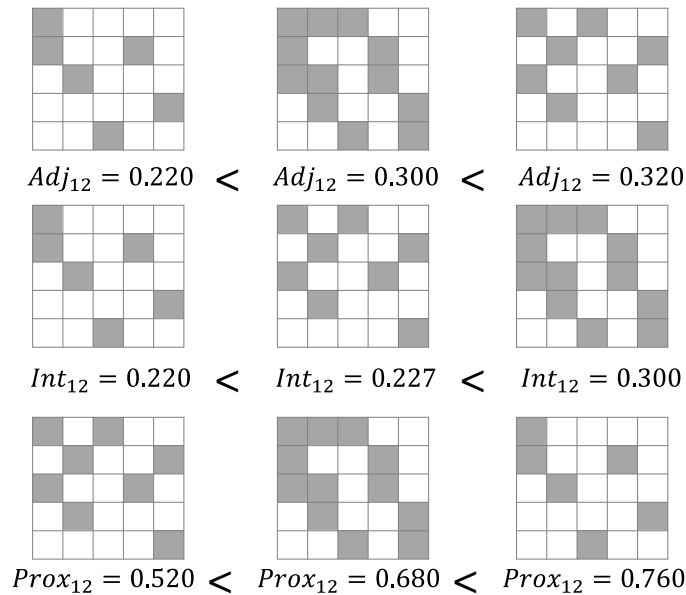 Adj₁₂ = 0.220 < Adj₁₂ = 0.300 < Adj₁₂ = 0.320
Int₁₂ = 0.220 < Int₁₂ = 0.227 < Int₁₂ = 0.300
Prox₁₂ = 0.520 < Prox₁₂ = 0.680 < Prox₁₂ = 0.760